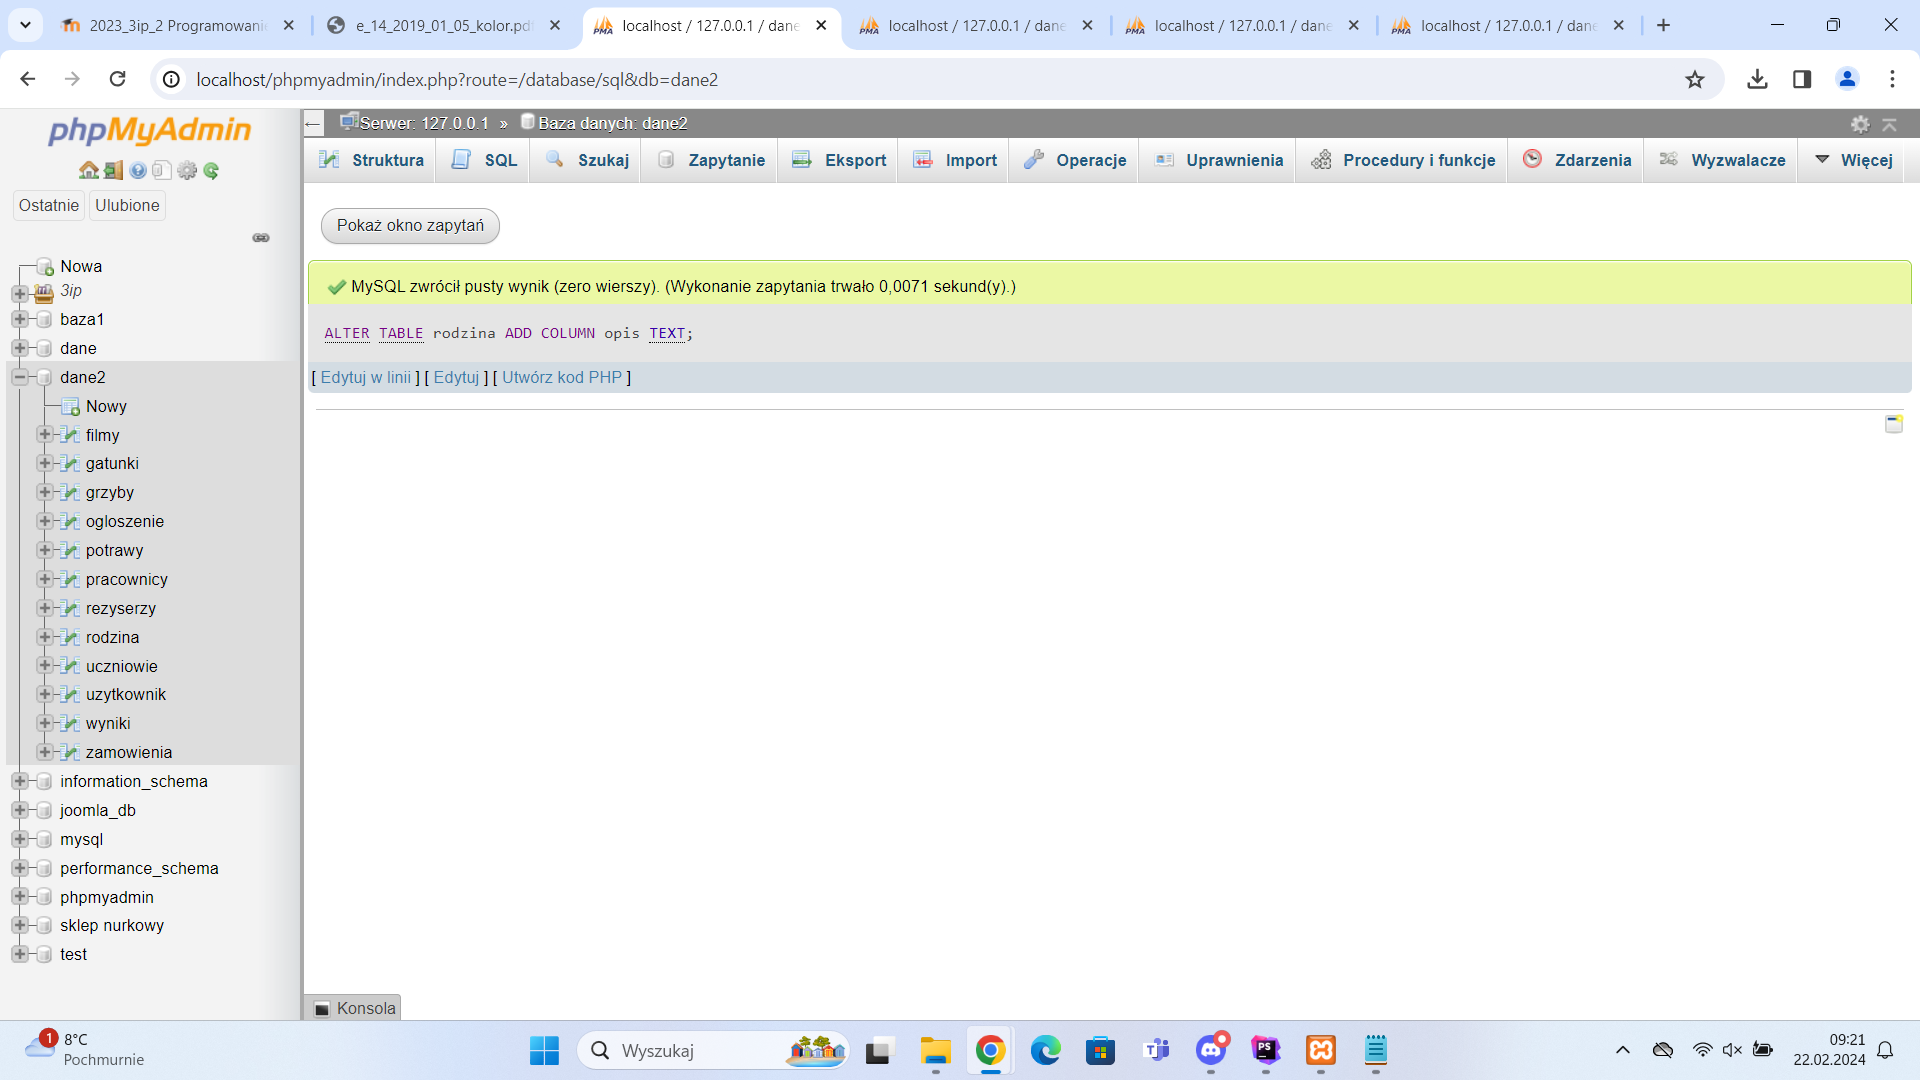 2023_3ip_2 Programowani
e_14_2019_01_05_kolor.pdf
localhost / 127.0.0.1 / dane
localhost / 127.0.0.1 / dane
localhost / 127.0.0.1 / dane
localhost / 127.0.0.1 / dane
localhost/phpmyadmin/index.php?route=/database/sql&db=dane2
phpMyAdmin
Ostatnie Ulubione
Nowa
3ip
baza1
dane
dane2
Nowy
filmy
gatunki
grzyby
ogloszenie
potrawy
pracownicy
rezyserzy
rodzina
uczniowie
uzytkownik
wyniki
zamowienia
information_schema
joomla_db
mysql
performance_schema
phpmyadmin
sklep nurkowy
test
Serwer: 127.0.0.1 » Baza danych: dane2
Struktura SQL Szukaj Zapytanie Eksport Import Operacje Uprawnienia Procedury i funkcje Zdarzenia Wyzwalacze Więcej
Pokaż okno zapytań
MySQL zwrócił pusty wynik (zero wierszy). (Wykonanie zapytania trwało 0,0071 sekund(y).)
ALTER TABLE rodzina ADD COLUMN opis TEXT;
[ Edytuj w linii ] [ Edytuj ] [ Utwórz kod PHP ]
Konsola
1
8°C
Pochmurnie
Wyszukaj
PS
09:21
22.02.2024